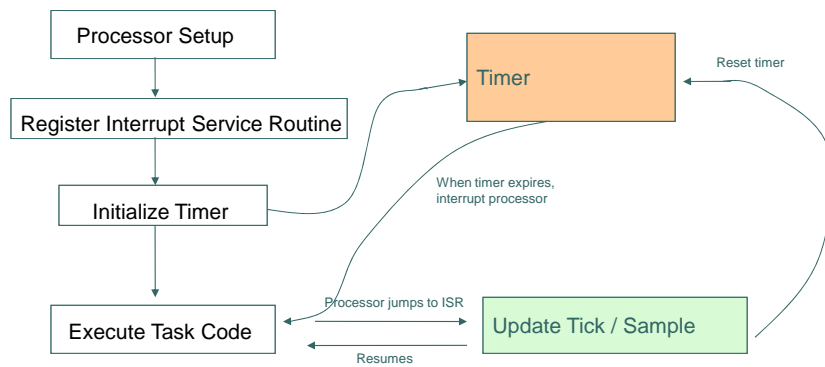 Processor Setup
Register Interrupt Service Routine
Initialize Timer
Execute Task Code
Timer
Reset timer
When timer expires,
interrupt processor
Processor jumps to ISR
Resumes
Update Tick / Sample